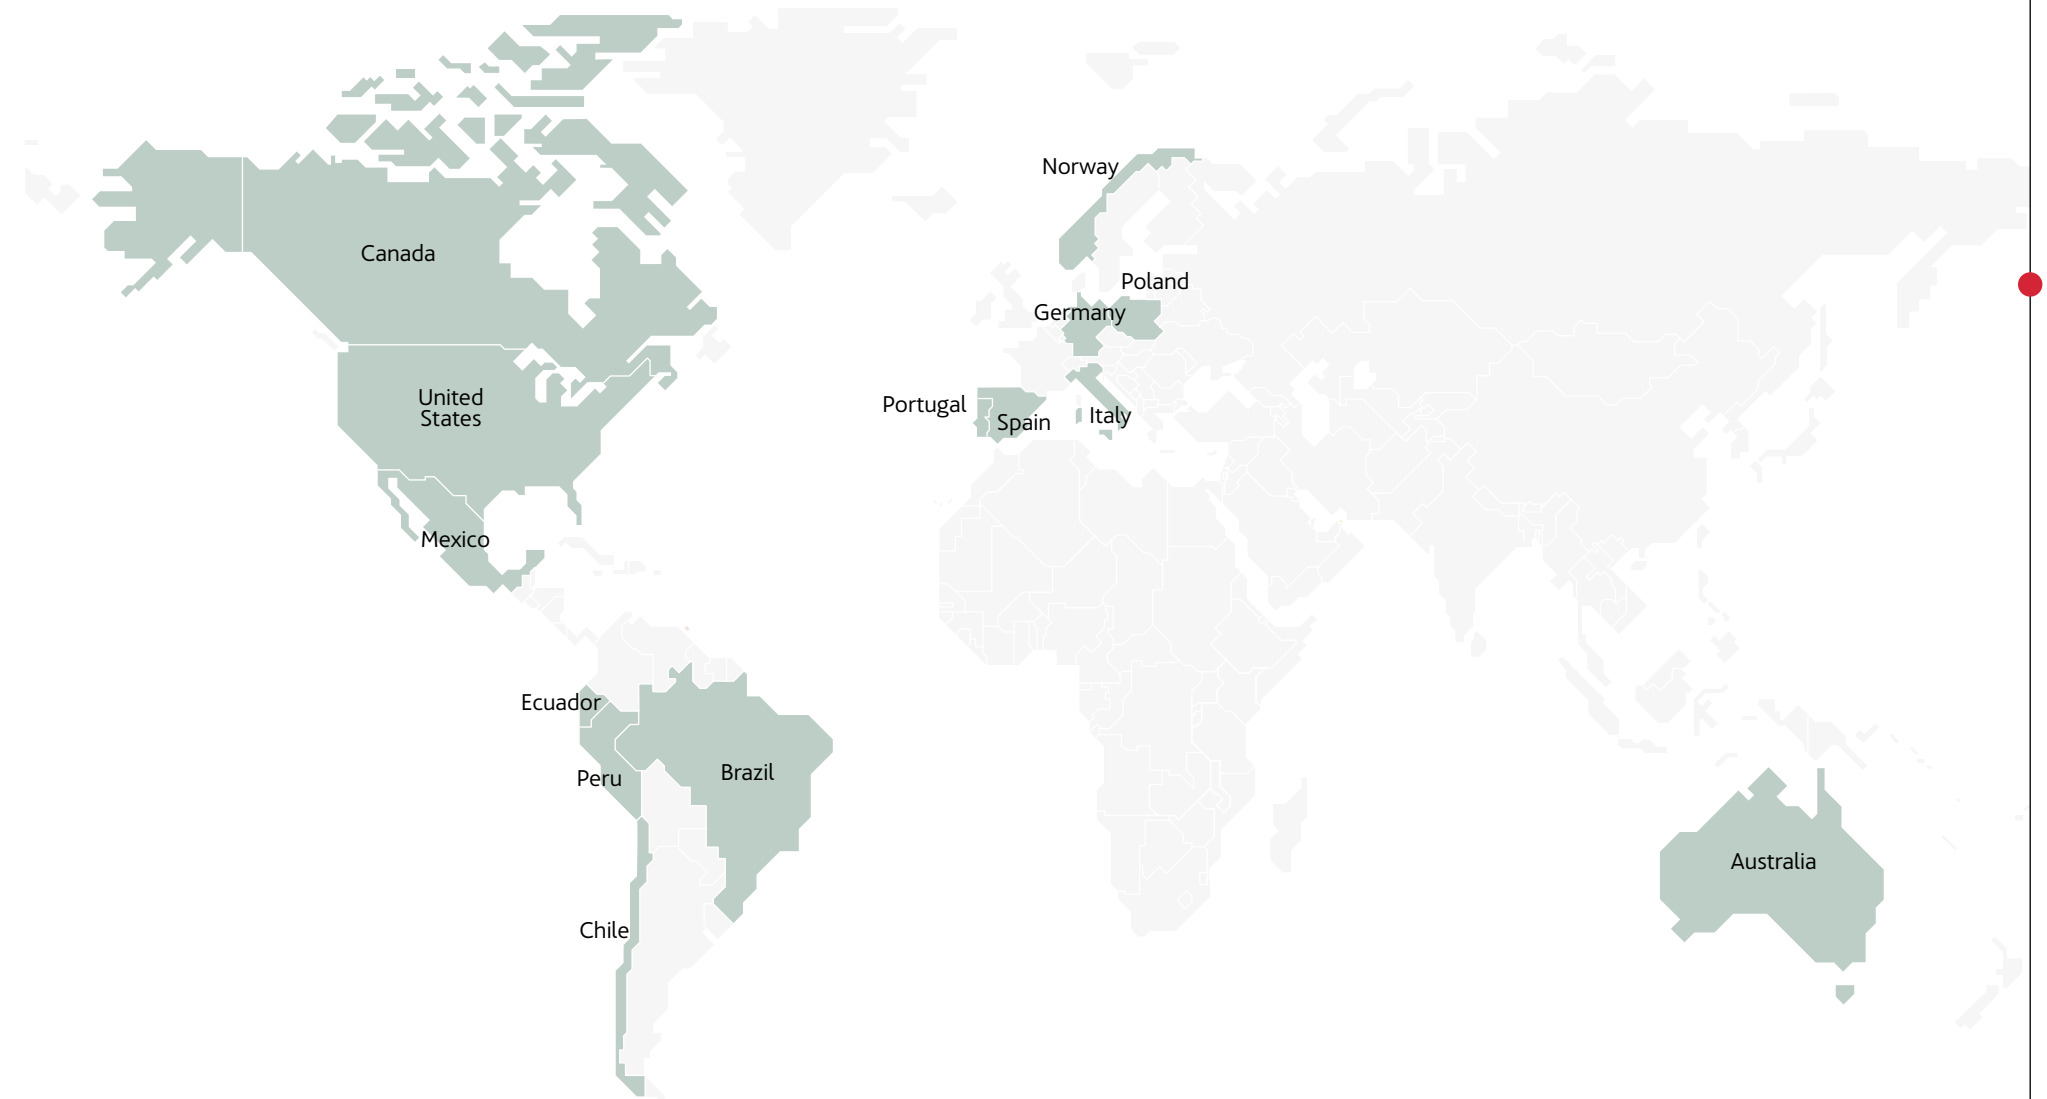 Norway
Canada
Poland
Germany
United
States
Portugal
Italy
Spain
Mexico
Ecuador
Peru
Brazil
Australia
Chile